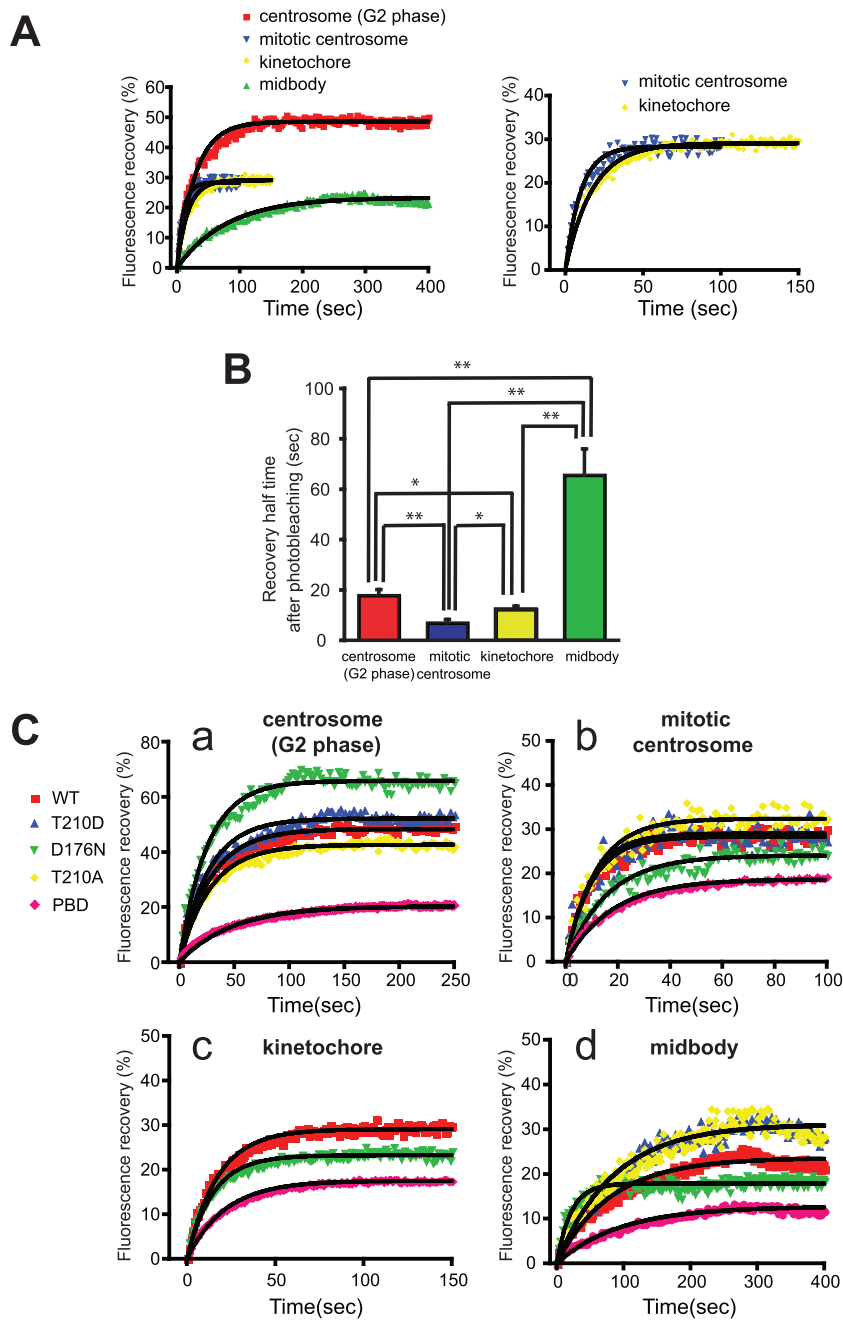 A
centrosome (G2 phase)
mitotic centrosome
kinetochore
midbody
Fluorescence recovery (%)
60
50
40
30
20
10
0
0 100 200 300 400
Time (sec)
mitotic centrosome
kinetochore
Fluorescence recovery (%)
40
30
20
10
0
0 50 100 150
Time (sec)
B
Recovery half time
after photobleaching (sec)
100
80
60
40
20
0
**
**
**
*
**
*
centrosome
(G2 phase)
mitotic
centrosome
kinetochore
midbody
C
WT
T210D
D176N
T210A
PBD
a
centrosome
(G2 phase)
Fluorescence recovery (%)
80
60
40
20
0
0 50 100 150 200 250
Time(sec)
b
mitotic
centrosome
Fluorescence recovery (%)
50
40
30
20
10
0
0 20 40 60 80 100
Time(sec)
c
kinetochore
Fluorescence recovery (%)
50
40
30
20
10
0
0 50 100 150
Time(sec)
d
midbody
Fluorescence recovery (%)
50
40
30
20
10
0
0 100 200 300 400
Time(sec)